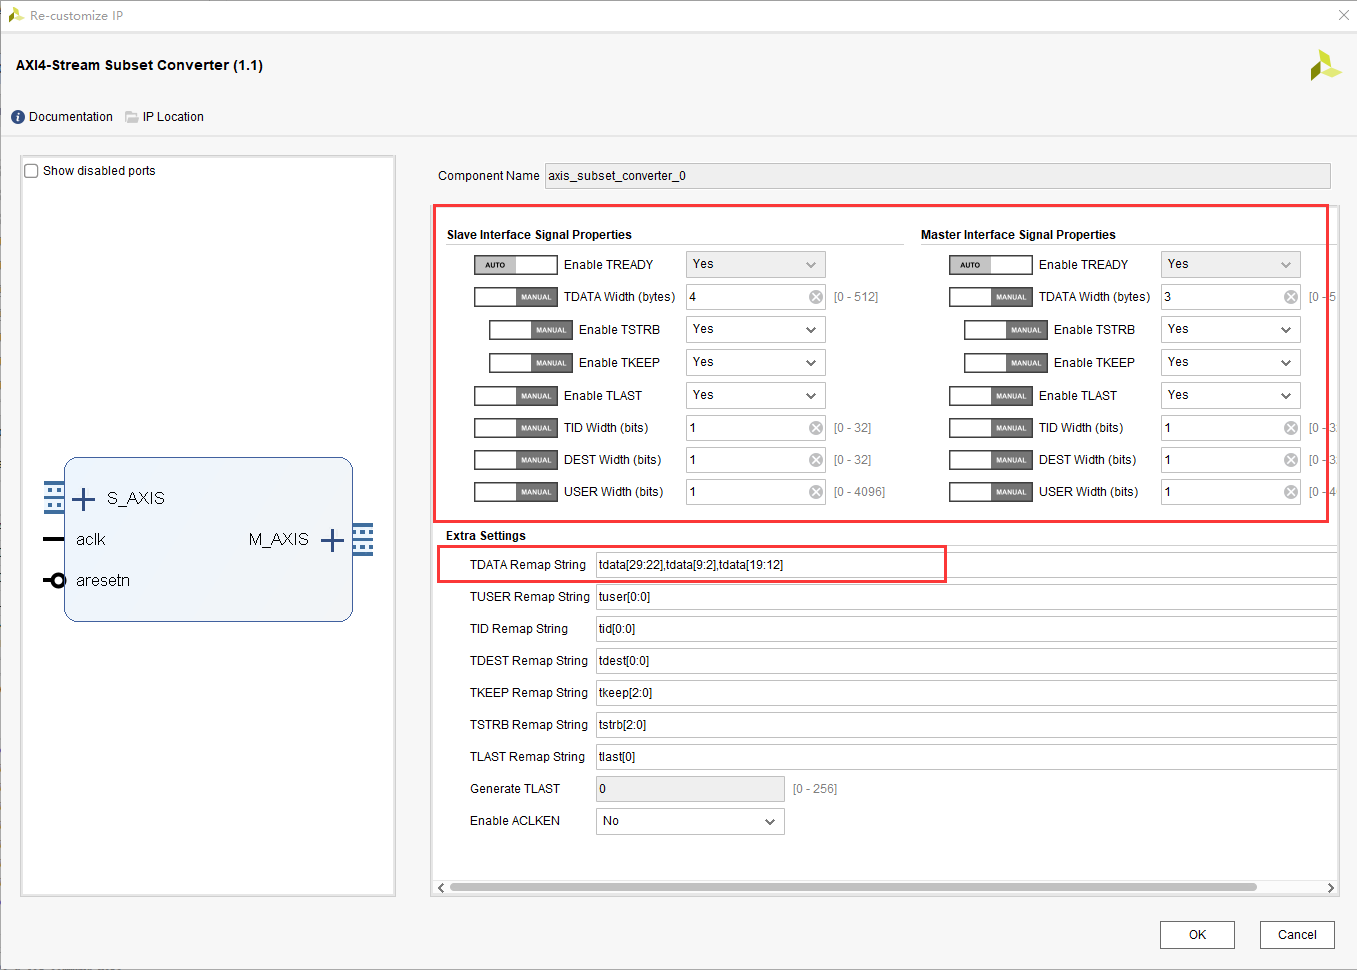 Re-customize IP
AXI4-Stream Subset Converter (1.1)
Documentation IP Location
Show disabled ports
S_AXIS
aclk
M_AXIS
aresetn
Component Name axis_subset_converter_0
Slave Interface Signal Properties
AUTO Enable TREADY Yes
MANUAL TDATA Width (bytes) 4 [0 - 512]
MANUAL Enable TSTRB Yes
MANUAL Enable TKEEP Yes
MANUAL Enable TLAST Yes
MANUAL TID Width (bits) 1 [0 - 32]
MANUAL DEST Width (bits) 1 [0 - 32]
MANUAL USER Width (bits) 1 [0 - 4096]
Master Interface Signal Properties
AUTO Enable TREADY Yes
MANUAL TDATA Width (bytes) 3 [0 - 5
MANUAL Enable TSTRB Yes
MANUAL Enable TKEEP Yes
MANUAL Enable TLAST Yes
MANUAL TID Width (bits) 1 [0 - 3
MANUAL DEST Width (bits) 1 [0 - 3
MANUAL USER Width (bits) 1 [0 - 4
Extra Settings
TDATA Remap String tdata[29:22],tdata[9:2],tdata[19:12]
TUSER Remap String tuser[0:0]
TID Remap String tid[0:0]
TDEST Remap String tdest[0:0]
TKEEP Remap String tkeep[2:0]
TSTRB Remap String tstrb[2:0]
TLAST Remap String tlast[0]
Generate TLAST 0 [0 - 256]
Enable ACLKEN No
OK Cancel